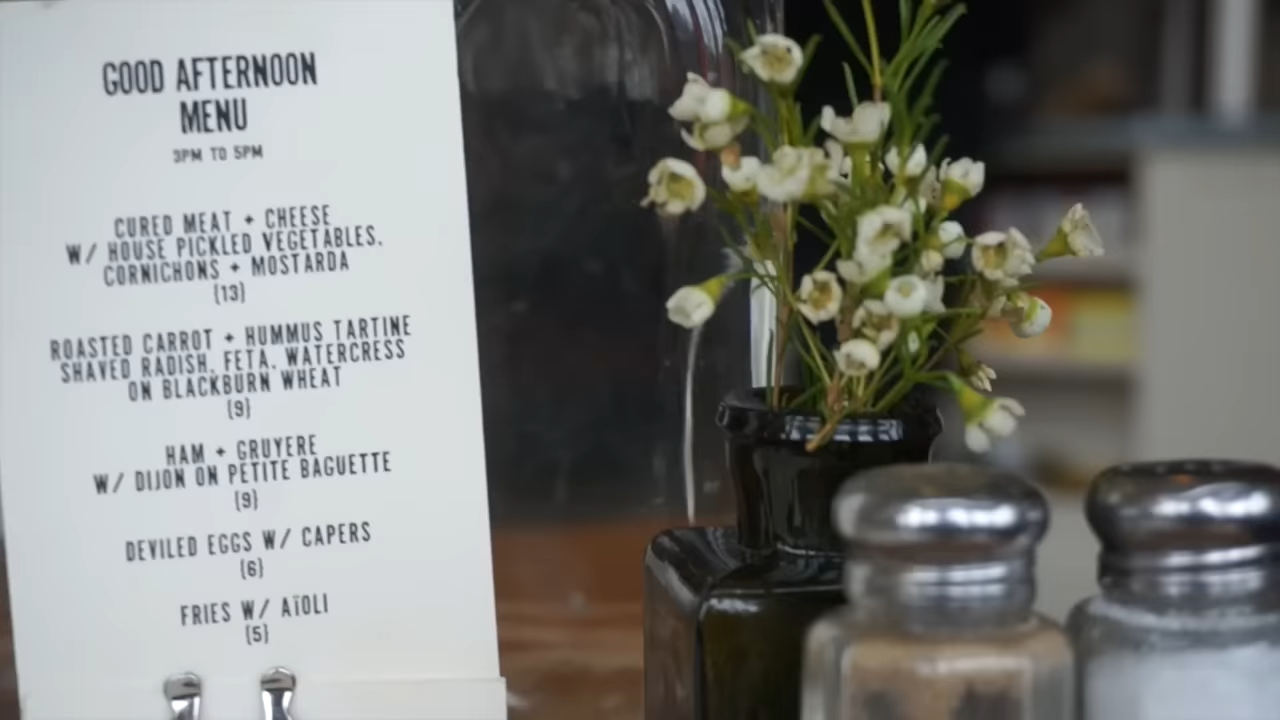 GOOD AFTERNOON
MENU
3PM TO 5PM
CURED MEAT + CHEESE
W/ HOUSE PICKLED VEGETABLES,
CORNICHONS + MOSTARDA
(13)
ROASTED CARROT + HUMMUS TARTINE
SHAVED RADISH, FETA, WATERCRESS
ON BLACKBURN WHEAT
(9)
HAM + GRUYERE
W/ DIJON ON PETITE BAGUETTE
(9)
DEVILED EGGS W/ CAPERS
(6)
FRIES W/ AÏOLI
(5)